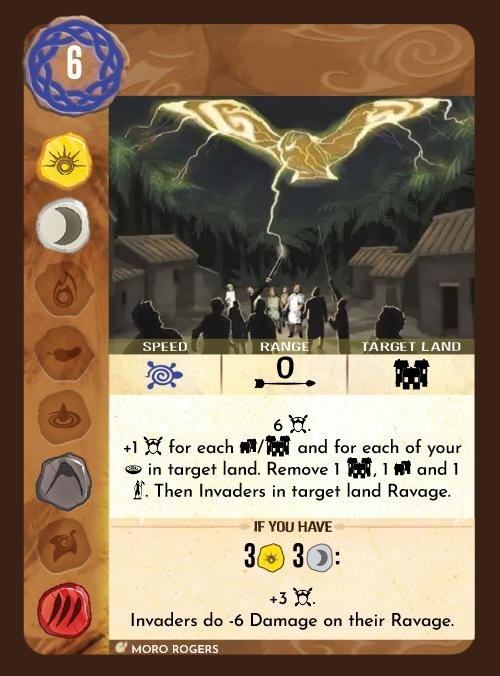 6
SPEED RANGE TARGET LAND
0
6 .
+1 for each / and for each of your
in target land. Remove 1 , 1 and 1
. Then Invaders in target land Ravage.
IF YOU HAVE
3 3 :
+3 .
Invaders do -6 Damage on their Ravage.
MORO ROGERS